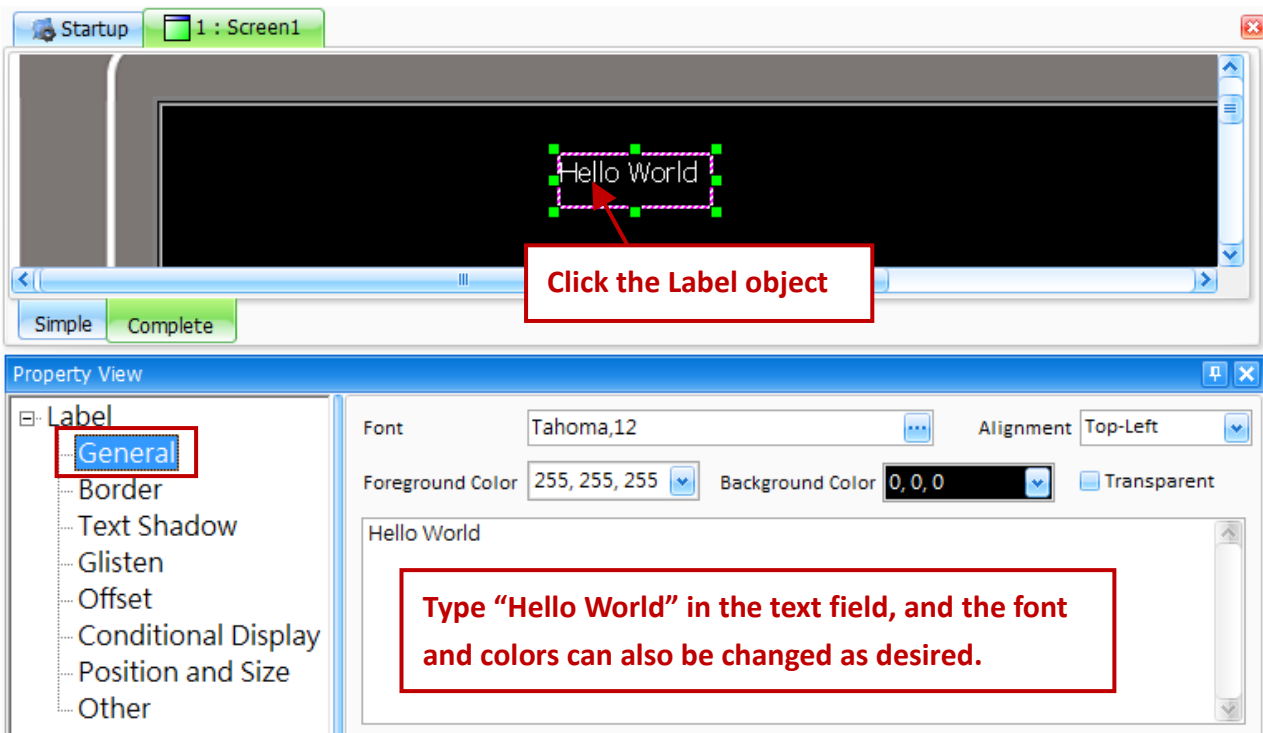 Startup
1 : Screen1
Hello World
Click the Label object
Simple
Complete
Property View
Label
General
Border
Text Shadow
Glisten
Offset
Conditional Display
Position and Size
Other
Font Tahoma,12 ... Alignment Top-Left
Foreground Color 255, 255, 255 Background Color 0, 0, 0 Transparent
Hello World
Type “Hello World” in the text field, and the font
and colors can also be changed as desired.